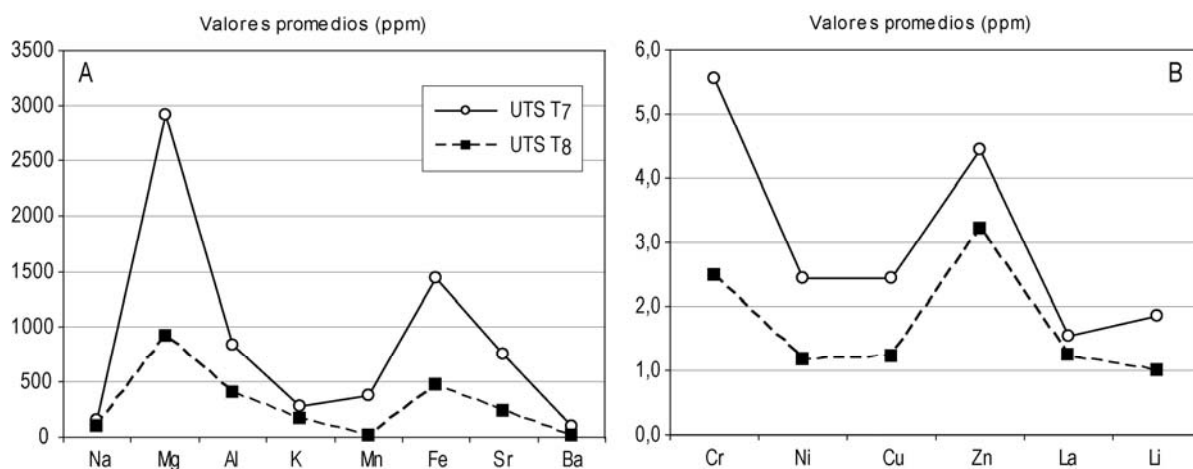 Valores promedios (ppm)
A
3500
3000
2500
2000
1500
1000
500
0
UTS T7
UTS T8
Na Mg Al K Mn Fe Sr Ba
Valores promedios (ppm)
B
6,0
5,0
4,0
3,0
2,0
1,0
0,0
Cr Ni Cu Zn La Li